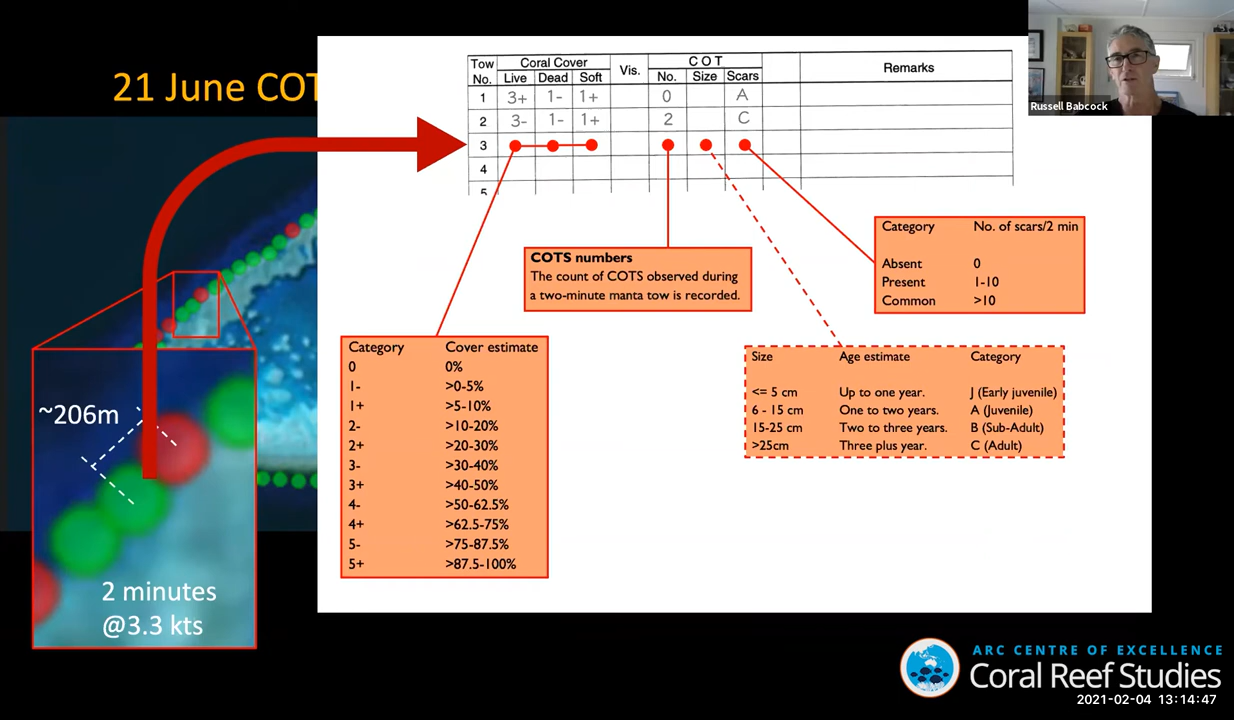 21 June COT
Tow No. Coral Cover Vis. C O T Remarks
Live Dead Soft No. Size Scars
1 3+ 1- 1+ 0 A
2 3- 1- 1+ 2 C
3
4
5
Russell Babcock
COTS numbers
The count of COTS observed during
a two-minute manta tow is recorded.
Category No. of scars/2 min
Absent 0
Present 1-10
Common >10
Category Cover estimate
0 0%
1- >0-5%
1+ >5-10%
2- >10-20%
2+ >20-30%
3- >30-40%
3+ >40-50%
4- >50-62.5%
4+ >62.5-75%
5- >75-87.5%
5+ >87.5-100%
Size Age estimate Category
<= 5 cm Up to one year. J (Early juvenile)
6 - 15 cm One to two years. A (Juvenile)
15-25 cm Two to three years. B (Sub-Adult)
>25cm Three plus year. C (Adult)
~206m
2 minutes
@3.3 kts
ARC CENTRE OF EXCELLENCE
Coral Reef Studies
2021-02-04 13:14:47